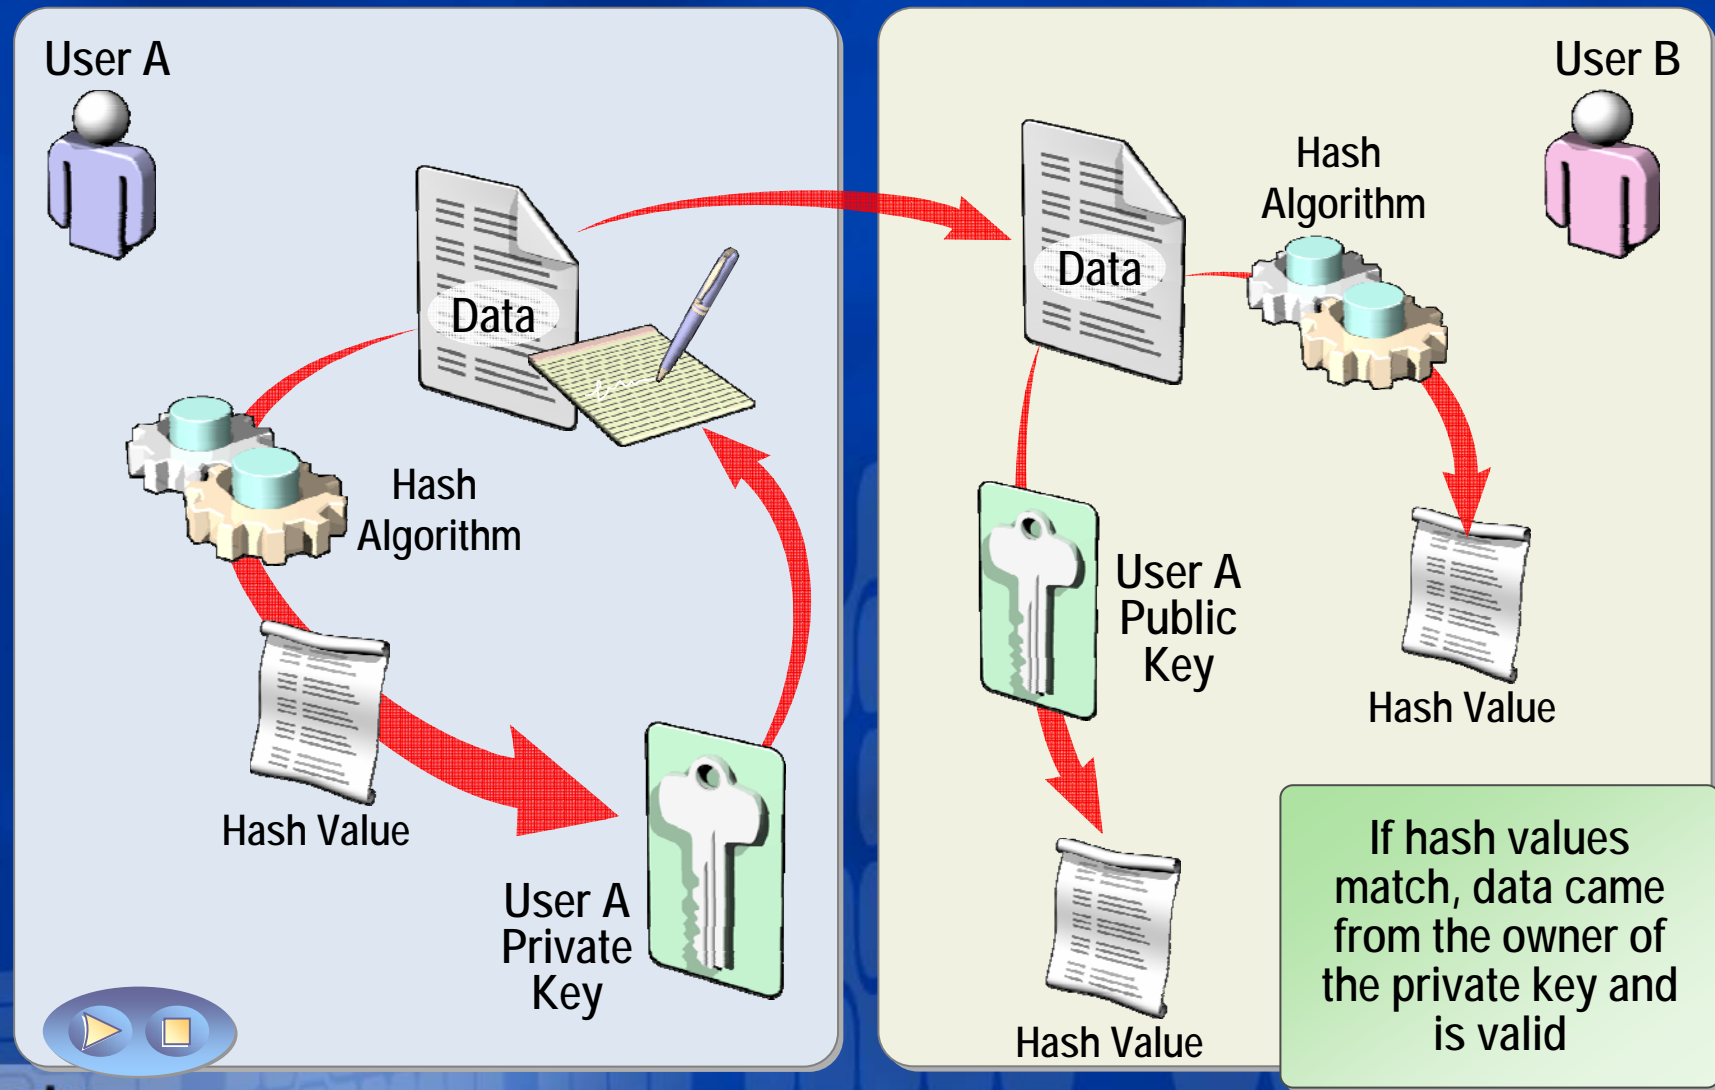 User A
Data
Hash
Algorithm
Hash Value
User A
Private
Key
User B
Data
Hash
Algorithm
User A
Public
Key
Hash Value
Hash Value
If hash values
match, data came
from the owner of
the private key and
is valid